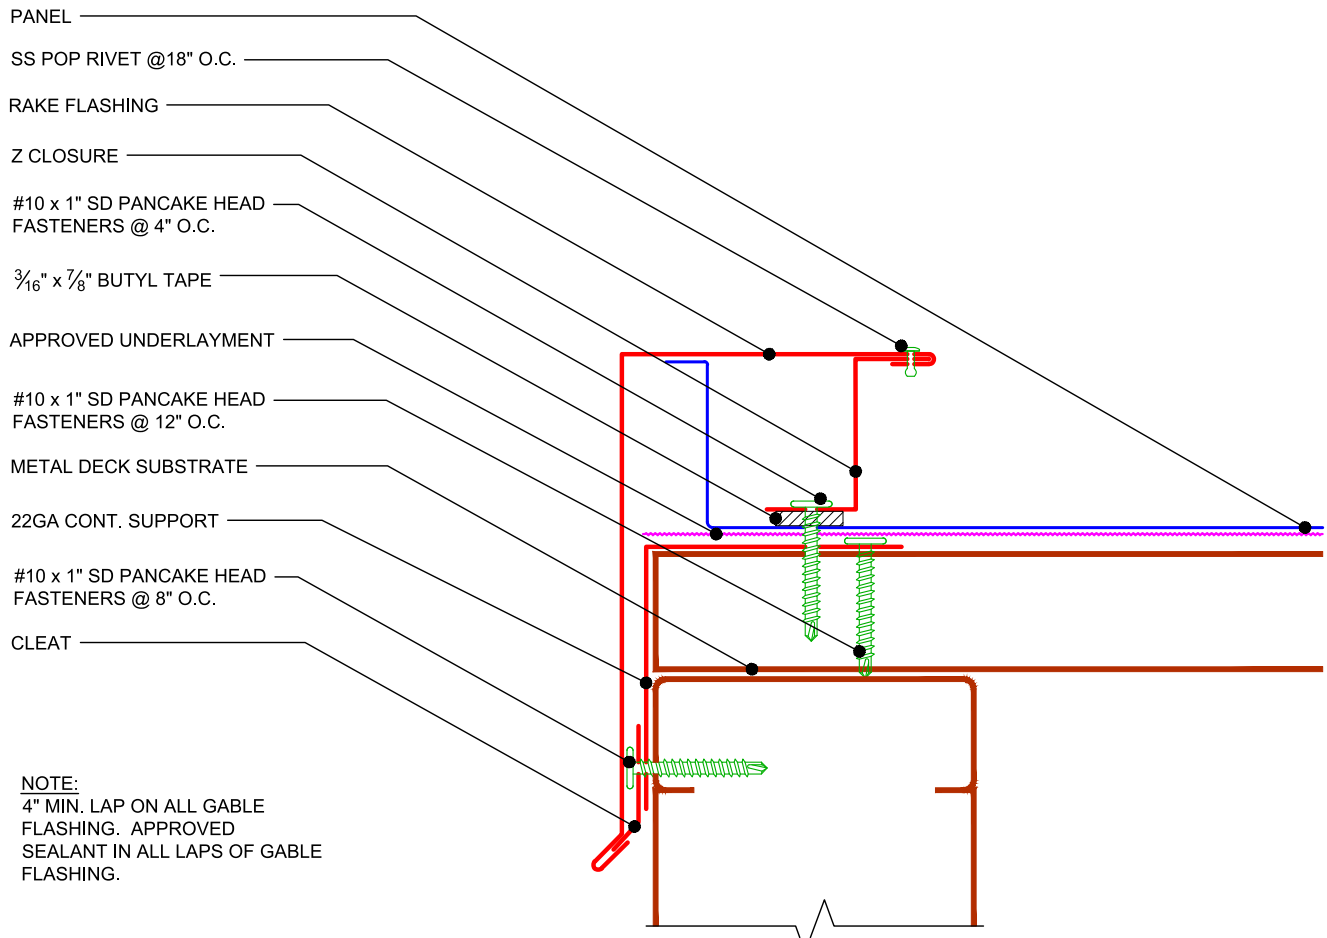 PANEL
SS POP RIVET @18" O.C.
RAKE FLASHING
Z CLOSURE
#10 x 1" SD PANCAKE HEAD
FASTENERS @ 4" O.C.
3/16" x 7/8" BUTYL TAPE
APPROVED UNDERLAYMENT
#10 x 1" SD PANCAKE HEAD
FASTENERS @ 12" O.C.
METAL DECK SUBSTRATE
22GA CONT. SUPPORT
#10 x 1" SD PANCAKE HEAD
FASTENERS @ 8" O.C.
CLEAT
NOTE:
4" MIN. LAP ON ALL GABLE
FLASHING. APPROVED
SEALANT IN ALL LAPS OF GABLE
FLASHING.